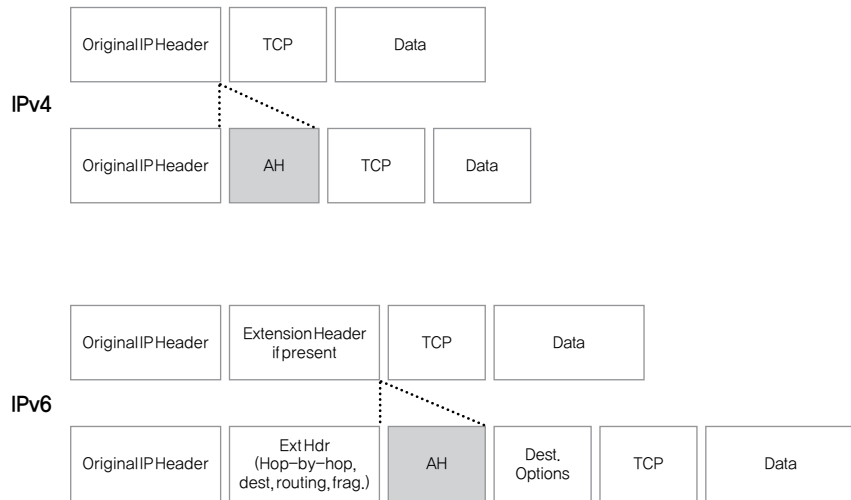 Original IP Header
TCP
Data
IPv4
Original IP Header
AH
TCP
Data
Original IP Header
Extension Header
if present
TCP
Data
IPv6
Original IP Header
Ext Hdr
(Hop-by-hop,
dest, routing, frag.)
AH
Dest.
Options
TCP
Data